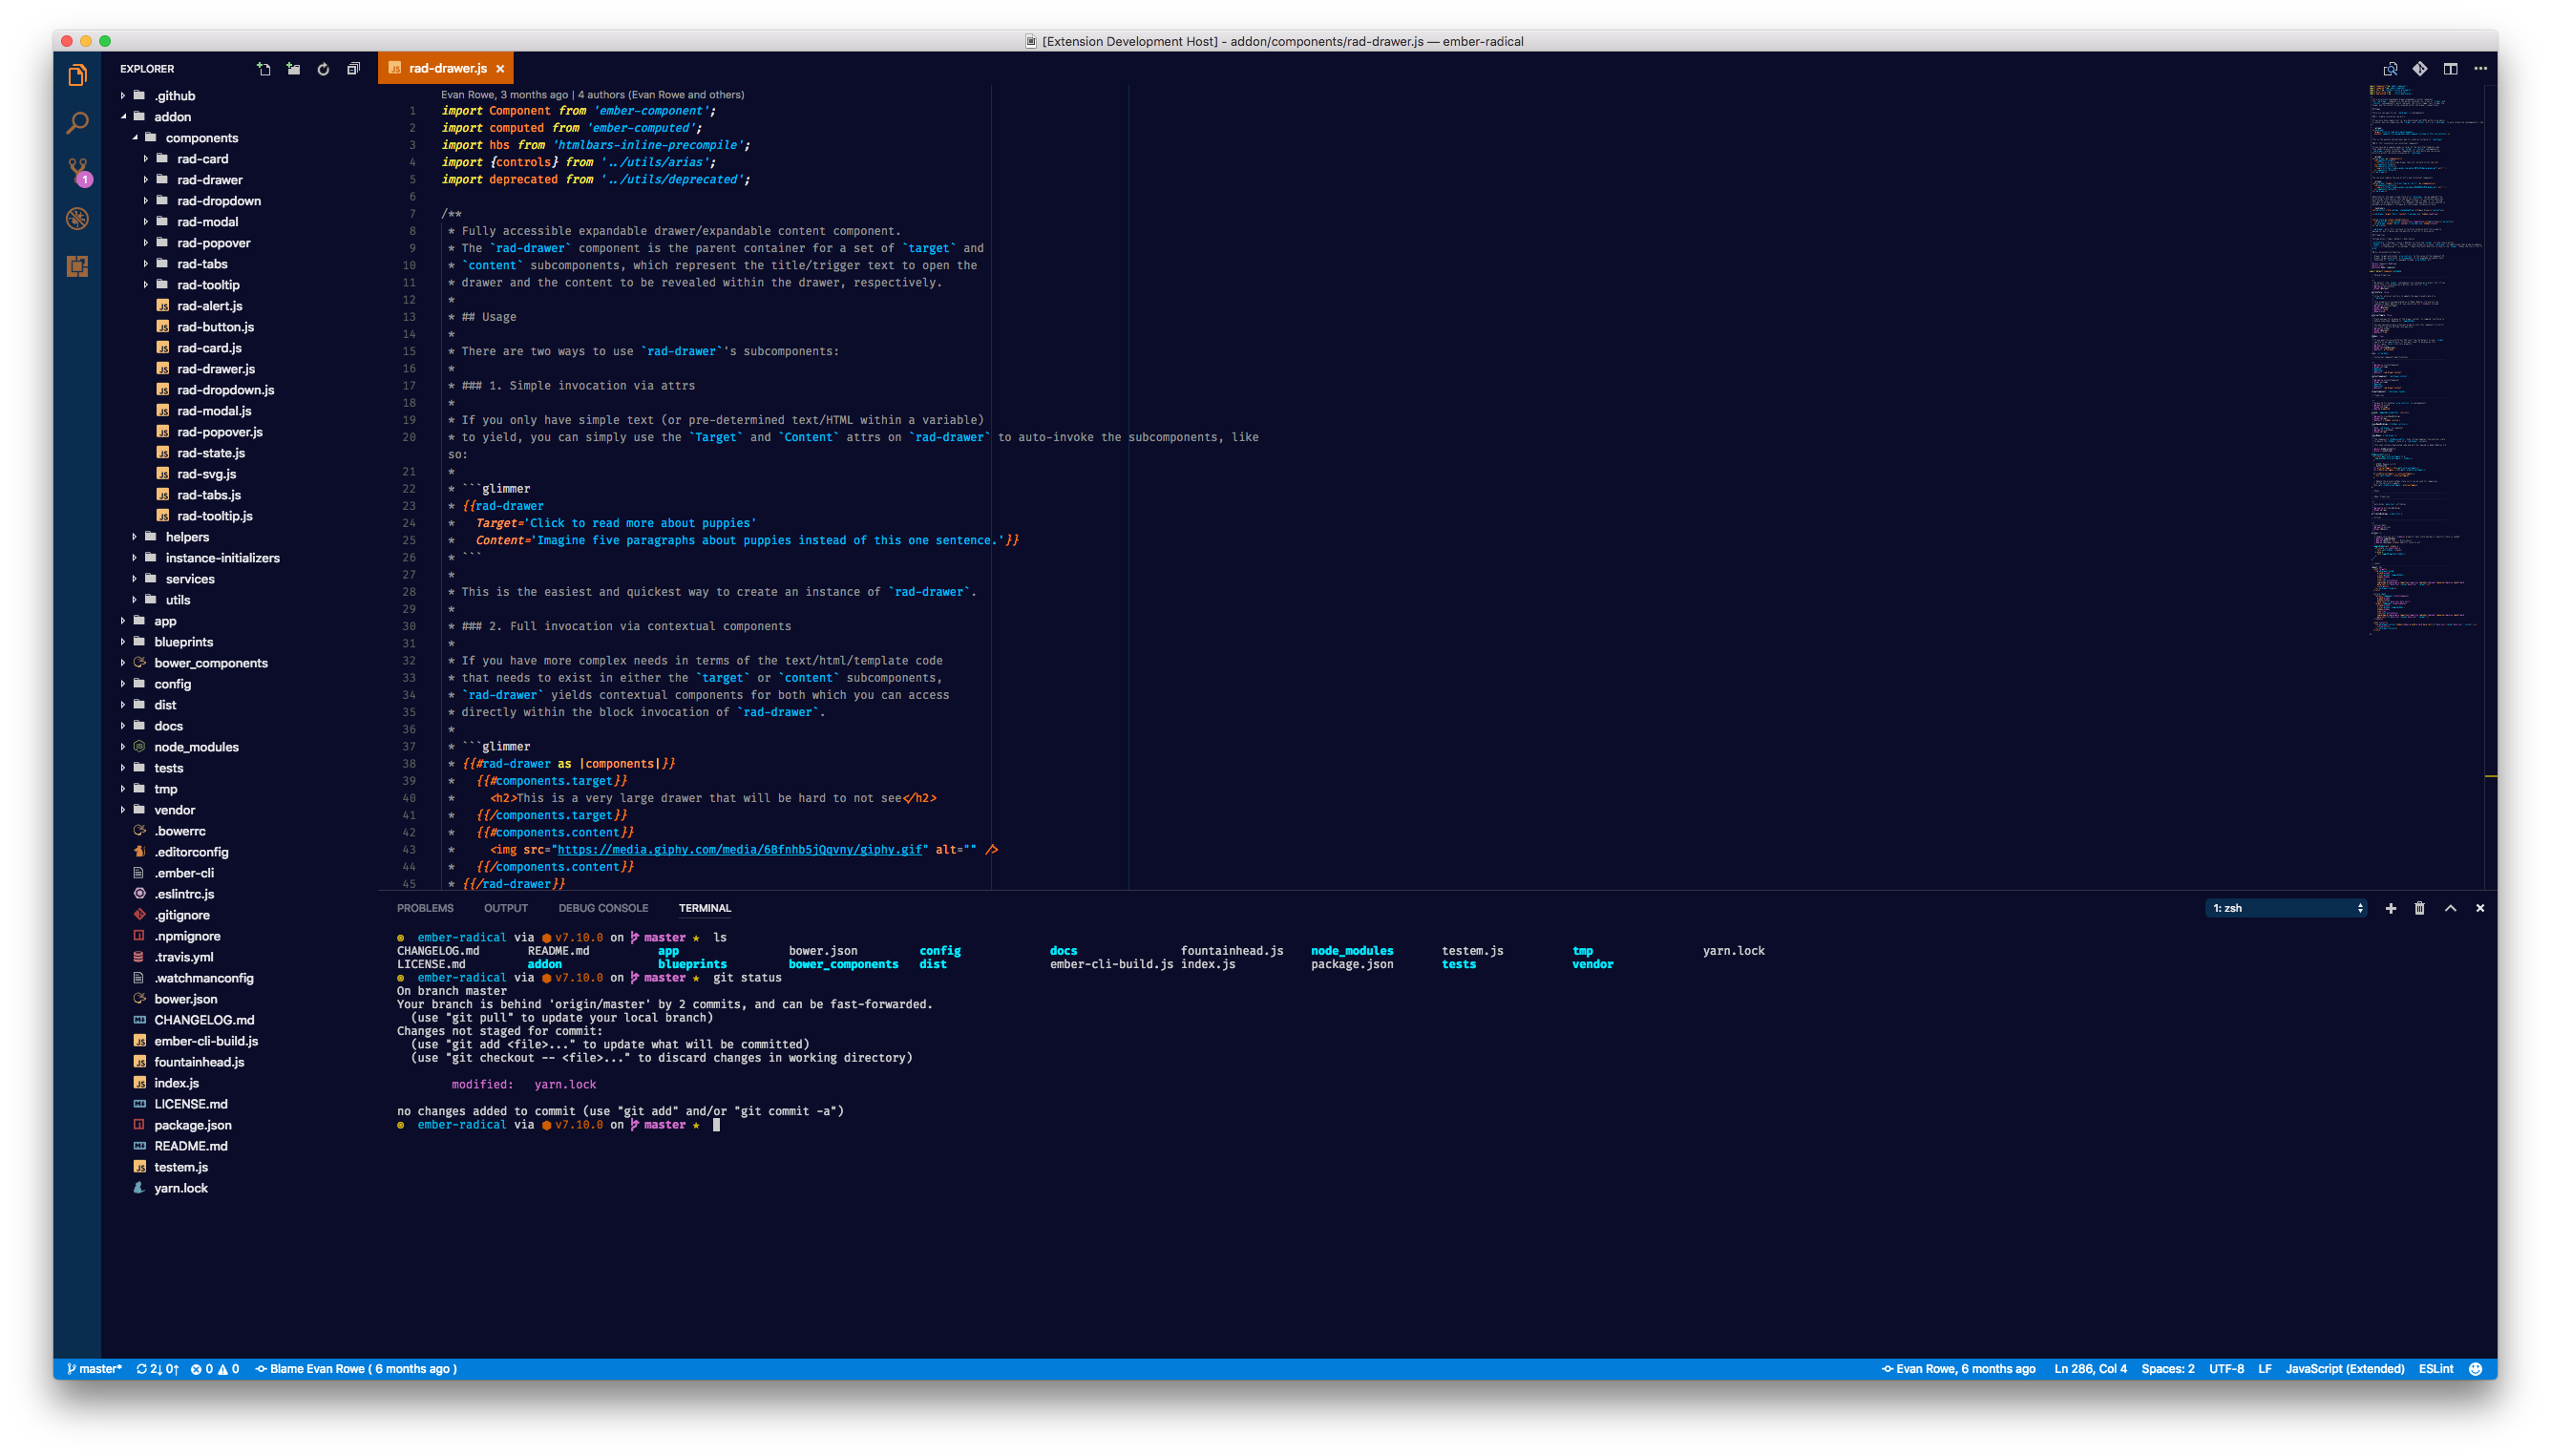 [Extension Development Host] - addon/components/rad-drawer.js — ember-radical
EXPLORER
.github
addon
components
rad-card
rad-drawer
rad-dropdown
rad-modal
rad-popover
rad-tabs
rad-tooltip
rad-alert.js
rad-button.js
rad-card.js
rad-drawer.js
rad-dropdown.js
rad-modal.js
rad-popover.js
rad-state.js
rad-svg.js
rad-tabs.js
rad-tooltip.js
helpers
instance-initializers
services
utils
app
blueprints
bower_components
config
dist
docs
node_modules
tests
tmp
vendor
.bowerrc
.editorconfig
.ember-cli
.eslintrc.js
.gitignore
.npmignore
.travis.yml
.watchmanconfig
bower.json
CHANGELOG.md
ember-cli-build.js
fountainhead.js
index.js
LICENSE.md
package.json
README.md
testem.js
yarn.lock
1
JS rad-drawer.js ×
Evan Rowe, 3 months ago | 4 authors (Evan Rowe and others)
1 import Component from 'ember-component';
2 import computed from 'ember-computed';
3 import hbs from 'htmlbars-inline-precompile';
4 import {controls} from '../utils/arias';
5 import deprecated from '../utils/deprecated';
6
7 /**
8 * Fully accessible expandable drawer/expandable content component.
9 * The `rad-drawer` component is the parent container for a set of `target` and
10 * `content` subcomponents, which represent the title/trigger text to open the
11 * drawer and the content to be revealed within the drawer, respectively.
12 *
13 * ## Usage
14 *
15 * There are two ways to use `rad-drawer`'s subcomponents:
16 *
17 * ### 1. Simple invocation via attrs
18 *
19 * If you only have simple text (or pre-determined text/HTML within a variable)
20 * to yield, you can simply use the `Target` and `Content` attrs on `rad-drawer` to auto-invoke the subcomponents, like
so:
21 *
22 * ```glimmer
23 * {{rad-drawer
24 *   Target='Click to read more about puppies'
25 *   Content='Imagine five paragraphs about puppies instead of this one sentence.'}}
26 * ```
27 *
28 * This is the easiest and quickest way to create an instance of `rad-drawer`.
29 *
30 * ### 2. Full invocation via contextual components
31 *
32 * If you have more complex needs in terms of the text/html/template code
33 * that needs to exist in either the `target` or `content` subcomponents,
34 * `rad-drawer` yields contextual components for both which you can access
35 * directly within the block invocation of `rad-drawer`.
36 *
37 * ```glimmer
38 * {{#rad-drawer as |components|}}
39 *   {{#components.target}}
40 *     <h2>This is a very large drawer that will be hard to not see</h2>
41 *   {{/components.target}}
42 *   {{#components.content}}
43 *     <img src="https://media.giphy.com/media/6Bfnhb5jQqvny/giphy.gif" alt="" />
44 *   {{/components.content}}
45 * {{/rad-drawer}}
PROBLEMS OUTPUT DEBUG CONSOLE TERMINAL 1: zsh
ember-radical via v7.10.0 on master ★ ls
CHANGELOG.md README.md app bower.json config docs fountainhead.js node_modules testem.js tmp yarn.lock
LICENSE.md addon blueprints bower_components dist ember-cli-build.js index.js package.json tests vendor
ember-radical via v7.10.0 on master ★ git status
On branch master
Your branch is behind 'origin/master' by 2 commits, and can be fast-forwarded.
(use "git pull" to update your local branch)
Changes not staged for commit:
(use "git add <file>..." to update what will be committed)
(use "git checkout -- <file>..." to discard changes in working directory)
modified: yarn.lock
no changes added to commit (use "git add" and/or "git commit -a")
ember-radical via v7.10.0 on master ★
master* 2↓ 0↑ 0 0 Blame Evan Rowe ( 6 months ago ) Evan Rowe, 6 months ago Ln 286, Col 4 Spaces: 2 UTF-8 LF JavaScript (Extended) ESLint